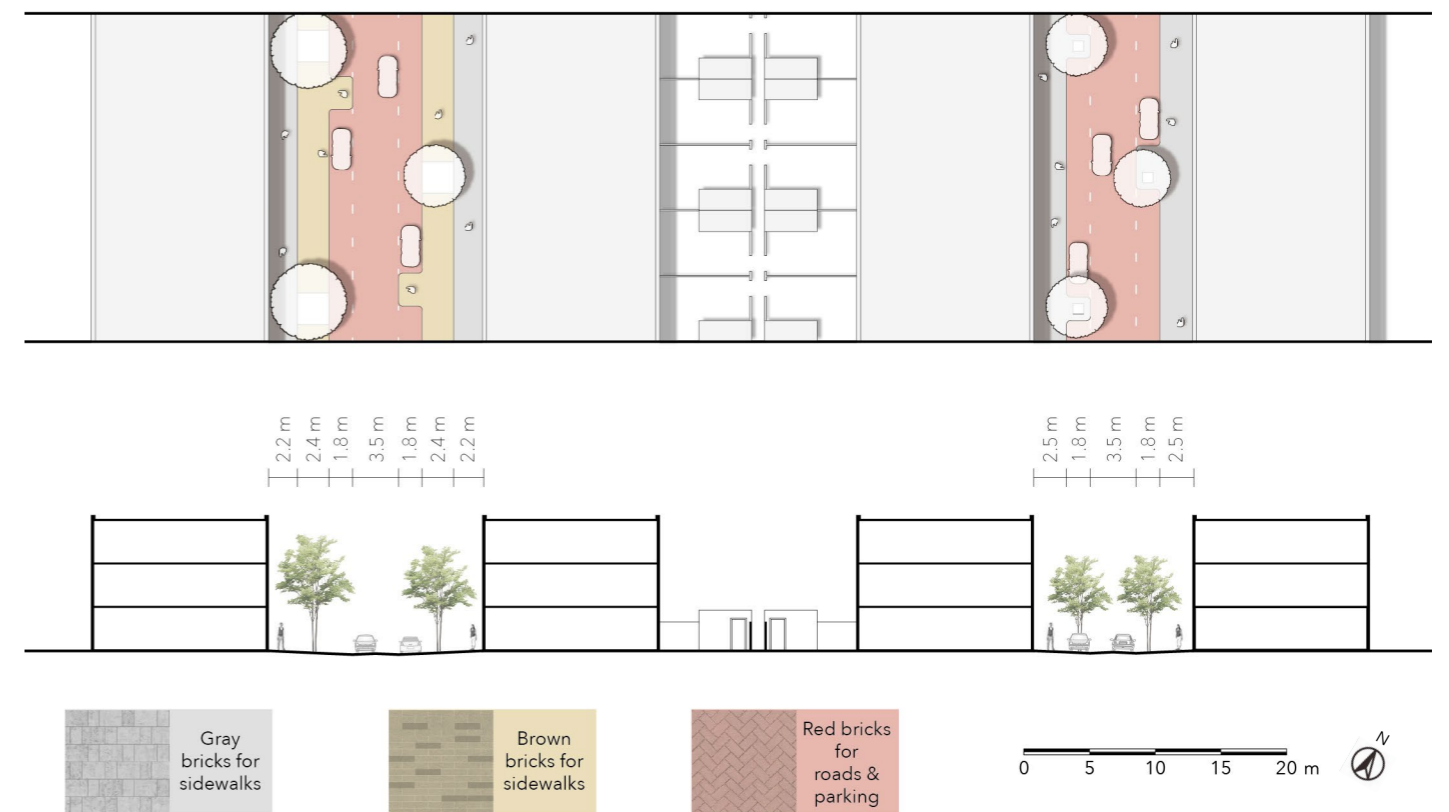 2.2 m
2.4 m
1.8 m
3.5 m
1.8 m
2.4 m
2.2 m
2.5 m
1.8 m
3.5 m
1.8 m
2.5 m
Gray
bricks for
sidewalks
Brown
bricks for
sidewalks
Red bricks
for
roads &
parking
0 5 10 15 20 m
N